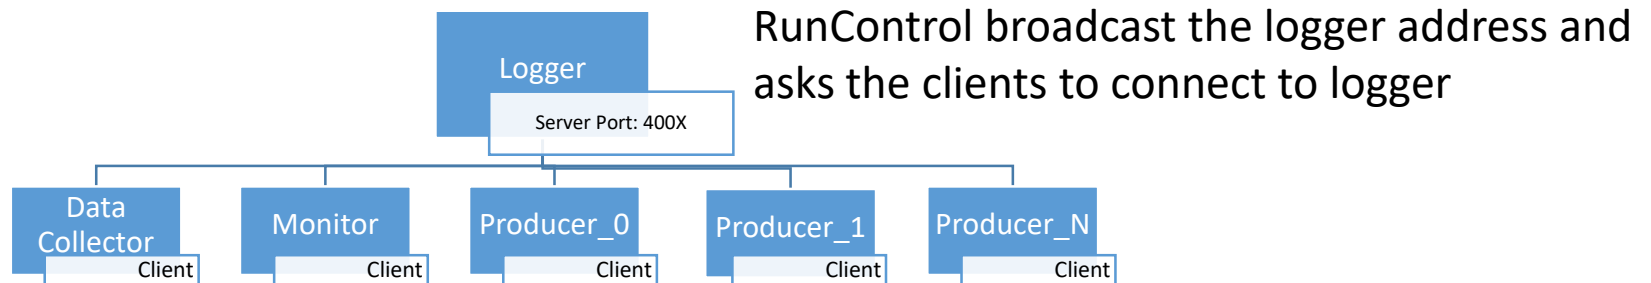 RunControl broadcast the logger address and
asks the clients to connect to logger
Logger
Server Port: 400X
Data
Collector
Client
Monitor
Client
Producer_0
Client
Producer_1
Client
Producer_N
Client